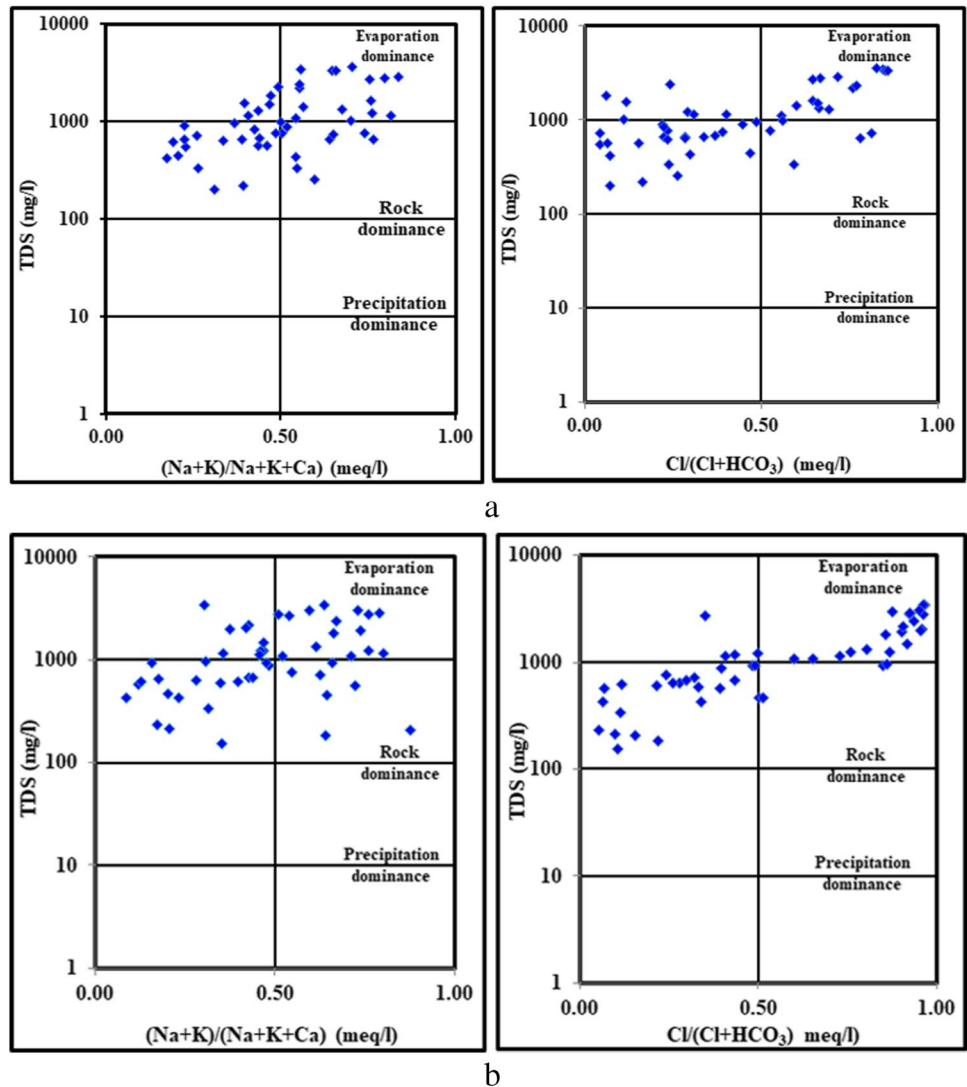 10000
Evaporation
dominance
1000
100
Rock
dominance
10
Precipitation
dominance
1
0.00
0.50
1.00
TDS (mg/l)
(Na+K)/Na+K+Ca) (meq/l)
10000
Evaporation
dominance
1000
100
Rock
dominance
10
Precipitation
dominance
1
0.00
0.50
1.00
TDS (mg/l)
Cl/(Cl+HCO₃) (meq/l)
a
10000
Evaporation
dominance
1000
Rock
100
dominance
Precipitation
10
dominance
1
0.00
0.50
1.00
TDS (mg/l)
(Na+K)/(Na+K+Ca) (meq/l)
10000
Evaporation
dominance
1000
Rock
100
dominance
Precipitation
10
dominance
1
0.00
0.50
1.00
TDS (mg/l)
Cl/(Cl+HCO₃) meq/l)
b